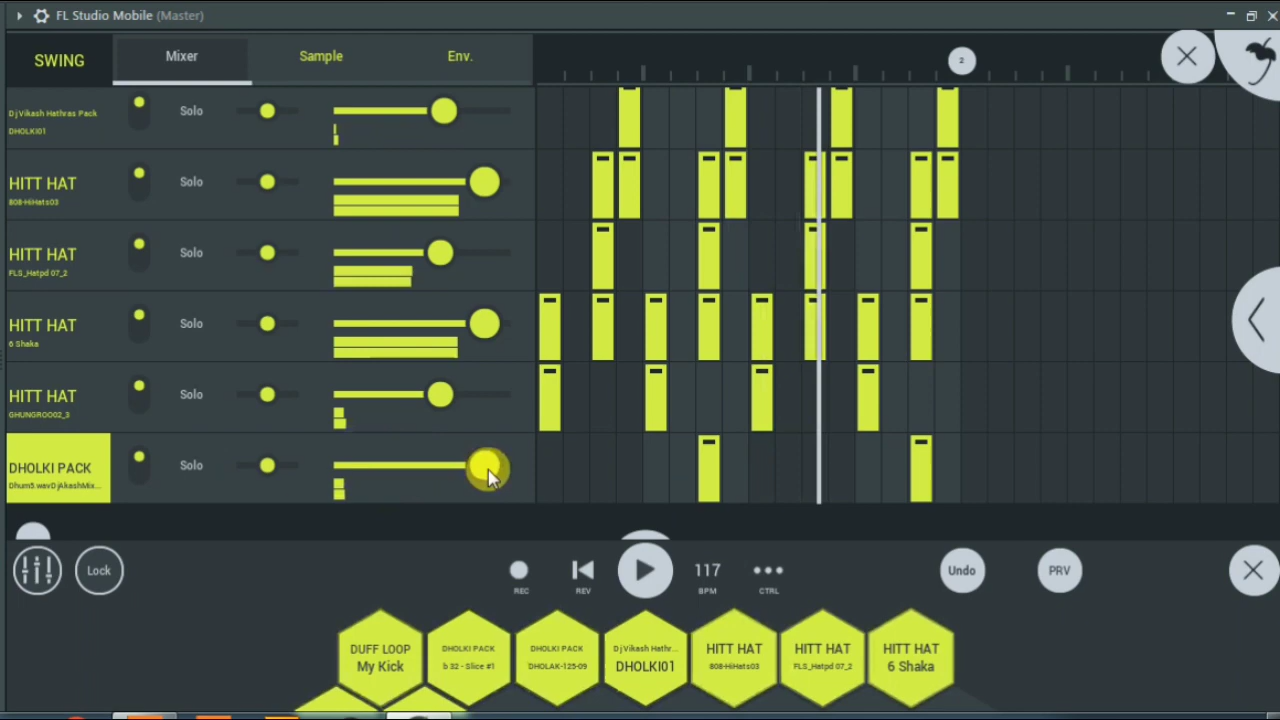 FL Studio Mobile (Master)
SWING
Mixer
Sample
Env.
2
Dj Vikash Hathras Pack
DHOLKI01
Solo
HITT HAT
808-HiHats03
Solo
HITT HAT
FLS_Hatpd 07_2
Solo
HITT HAT
6 Shaka
Solo
HITT HAT
GHUNGROO02_3
Solo
DHOLKI PACK
Dhum5.wavDjAkashMix...
Solo
Lock
REC
REV
117
BPM
CTRL
Undo
PRV
DUFF LOOP
My Kick
DHOLKI PACK
b 32 - Slice #1
DHOLKI PACK
DHOLAK-125-09
Dj Vikash Hathr...
DHOLKI01
HITT HAT
808-HiHats03
HITT HAT
FLS_Hatpd 07_2
HITT HAT
6 Shaka